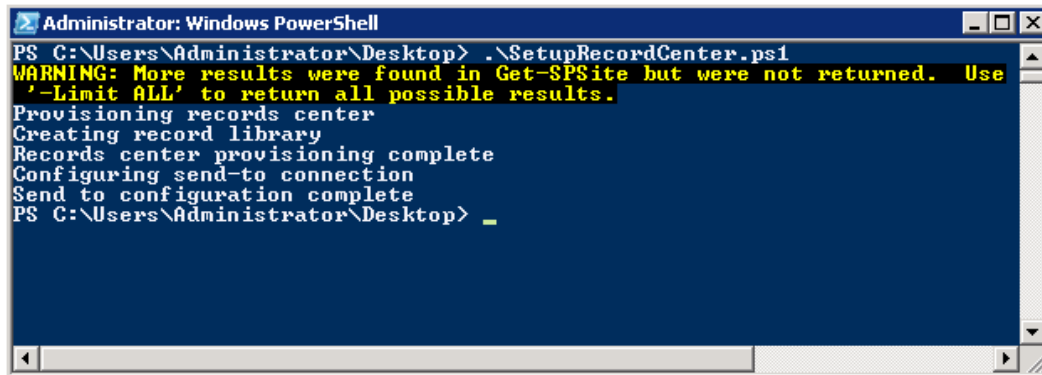 Administrator: Windows PowerShell
PS C:\Users\Administrator\Desktop> .\SetupRecordCenter.ps1
WARNING: More results were found in Get-SPSite but were not returned.  Use
 '-Limit ALL' to return all possible results.
Provisioning records center
Creating record library
Records center provisioning complete
Configuring send-to connection
Send to configuration complete
PS C:\Users\Administrator\Desktop> _